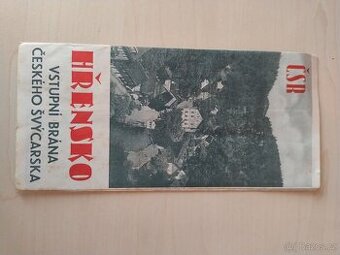 ČSR
HŘENSKO
VSTUPNÍ BRÁNA
ČESKÉHO ŠVÝCARSKA